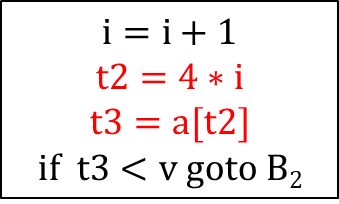 i = i + 1
t2 = 4 * i
t3 = a[t2]
if t3 < v goto B₂